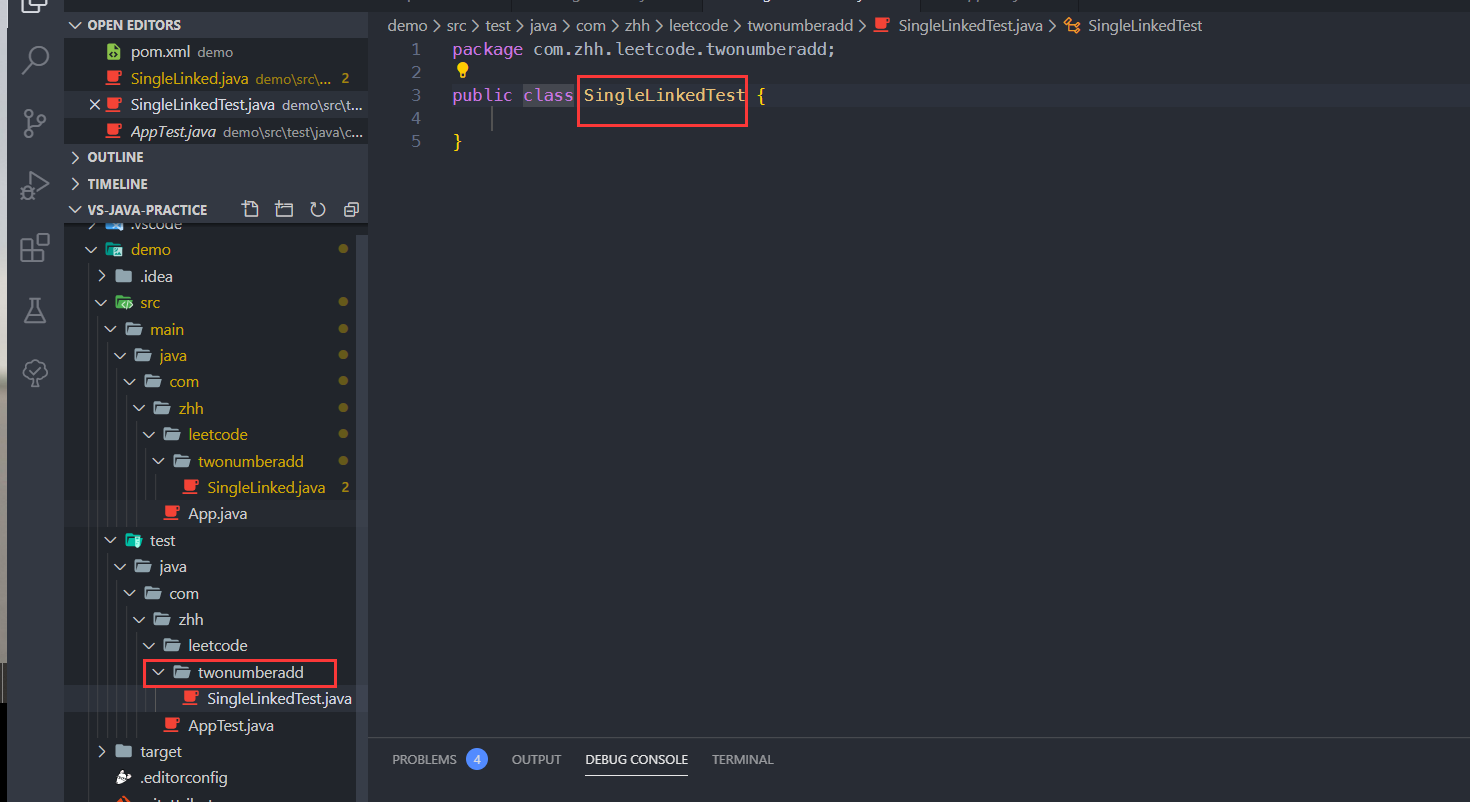 OPEN EDITORS
pom.xml demo
SingleLinked.java demo\src\... 2
SingleLinkedTest.java demo\src\t...
AppTest.java demo\src\test\java\c...
OUTLINE
TIMELINE
VS-JAVA-PRACTICE
.vscode
demo
.idea
src
main
java
com
zhh
leetcode
twonumberadd
SingleLinked.java 2
App.java
test
java
com
zhh
leetcode
twonumberadd
SingleLinkedTest.java
AppTest.java
target
.editorconfig
demo > src > test > java > com > zhh > leetcode > twonumberadd > SingleLinkedTest.java > SingleLinkedTest
1 package com.zhh.leetcode.twonumberadd;
2
3 public class SingleLinkedTest {
4
5 }
PROBLEMS 4 OUTPUT DEBUG CONSOLE TERMINAL